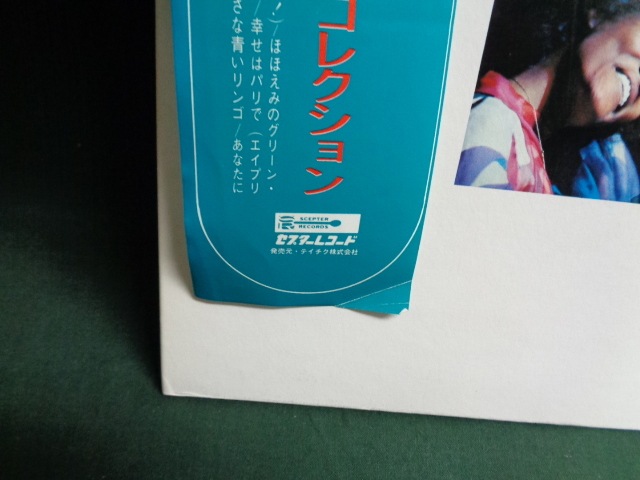 コレクション
！）／ほほえみのグリーン・
／幸せはパリで（エイプリ
さな青いリンゴ／あなたに
SCEPTER
RECORDS
セプターレコード
発売元・テイチク株式会社